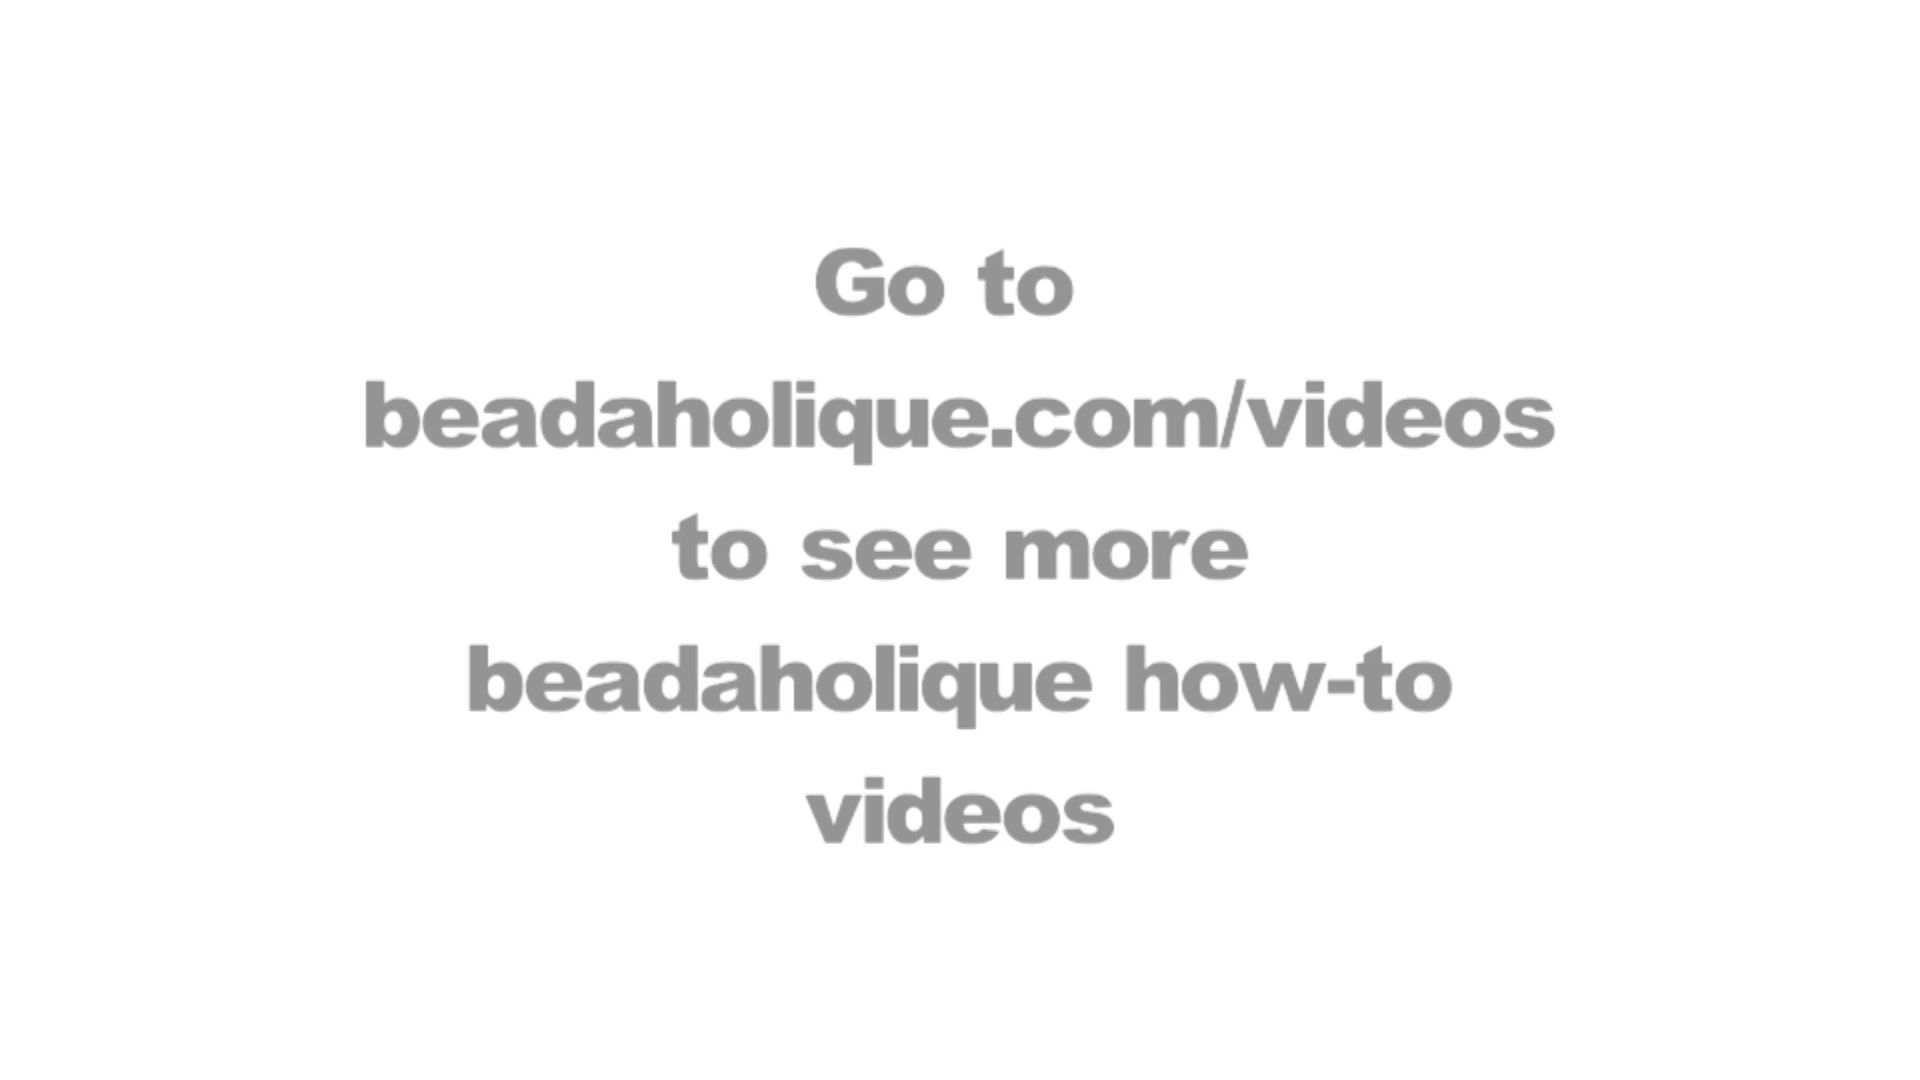 Go to
beadaholique.com/videos
to see more
beadaholique how-to
videos